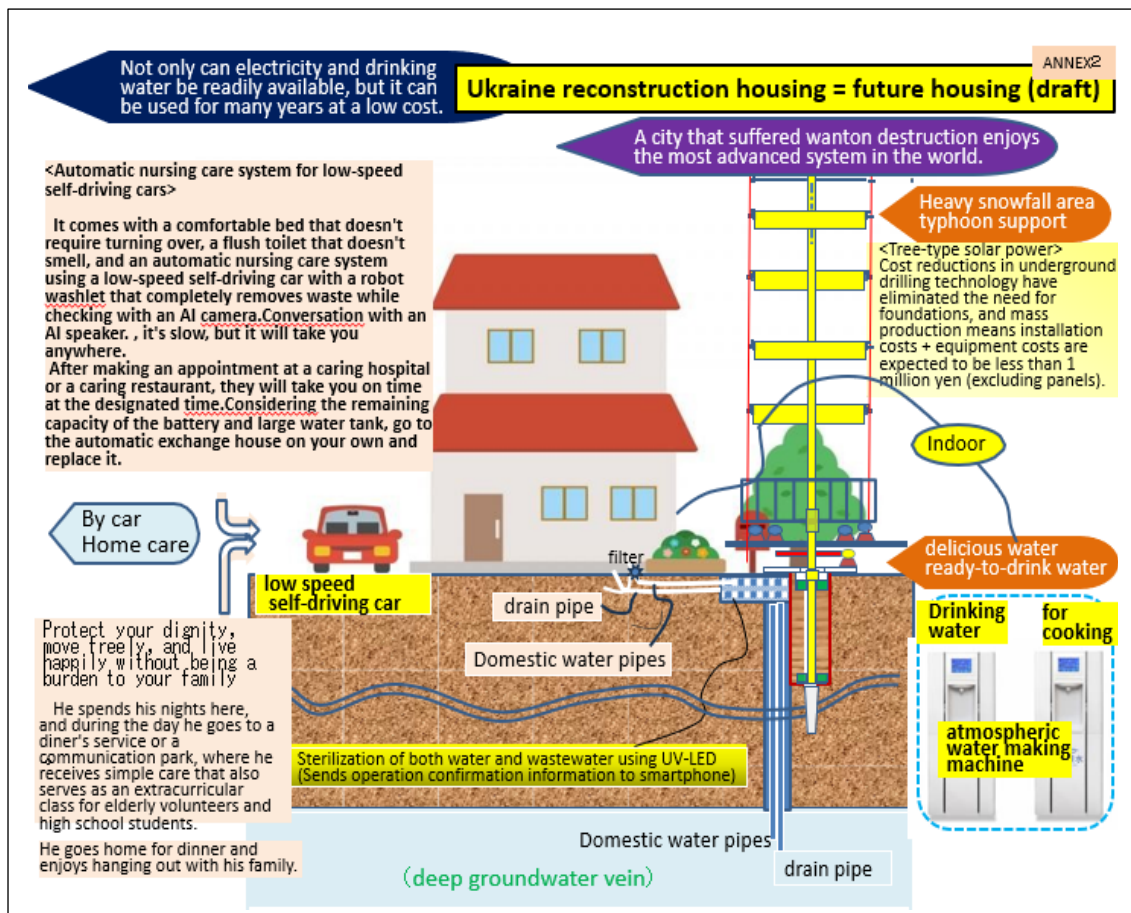 ANNEX2
Not only can electricity and drinking
water be readily available, but it can
be used for many years at a low cost.
Ukraine reconstruction housing = future housing (draft)
A city that suffered wanton destruction enjoys
the most advanced system in the world.
<Automatic nursing care system for low-speed
self-driving cars>
It comes with a comfortable bed that doesn't
require turning over, a flush toilet that doesn't
smell, and an automatic nursing care system
using a low-speed self-driving car with a robot
washlet that completely removes waste while
checking with an AI camera.Conversation with an
AI speaker. , it's slow, but it will take you
anywhere.
After making an appointment at a caring hospital
or a caring restaurant, they will take you on time
at the designated time.Considering the remaining
capacity of the battery and large water tank, go to
the automatic exchange house on your own and
replace it.
Heavy snowfall area
typhoon support
<Tree-type solar power>
Cost reductions in underground
drilling technology have
eliminated the need for
foundations, and mass
production means installation
costs + equipment costs are
expected to be less than 1
million yen (excluding panels).
Indoor
By car
Home care
low speed
self-driving car
filter
drain pipe
Domestic water pipes
delicious water
ready-to-drink water
Drinking
water
for
cooking
atmospheric
water making
machine
Protect your dignity,
move freely, and live
happily without being a
burden to your family
He spends his nights here,
and during the day he goes to a
diner's service or a
communication park, where he
receives simple care that also
serves as an extracurricular
class for elderly volunteers and
high school students.
He goes home for dinner and
enjoys hanging out with his family.
Sterilization of both water and wastewater using UV-LED
(Sends operation confirmation information to smartphone)
Domestic water pipes
drain pipe
(deep groundwater vein)